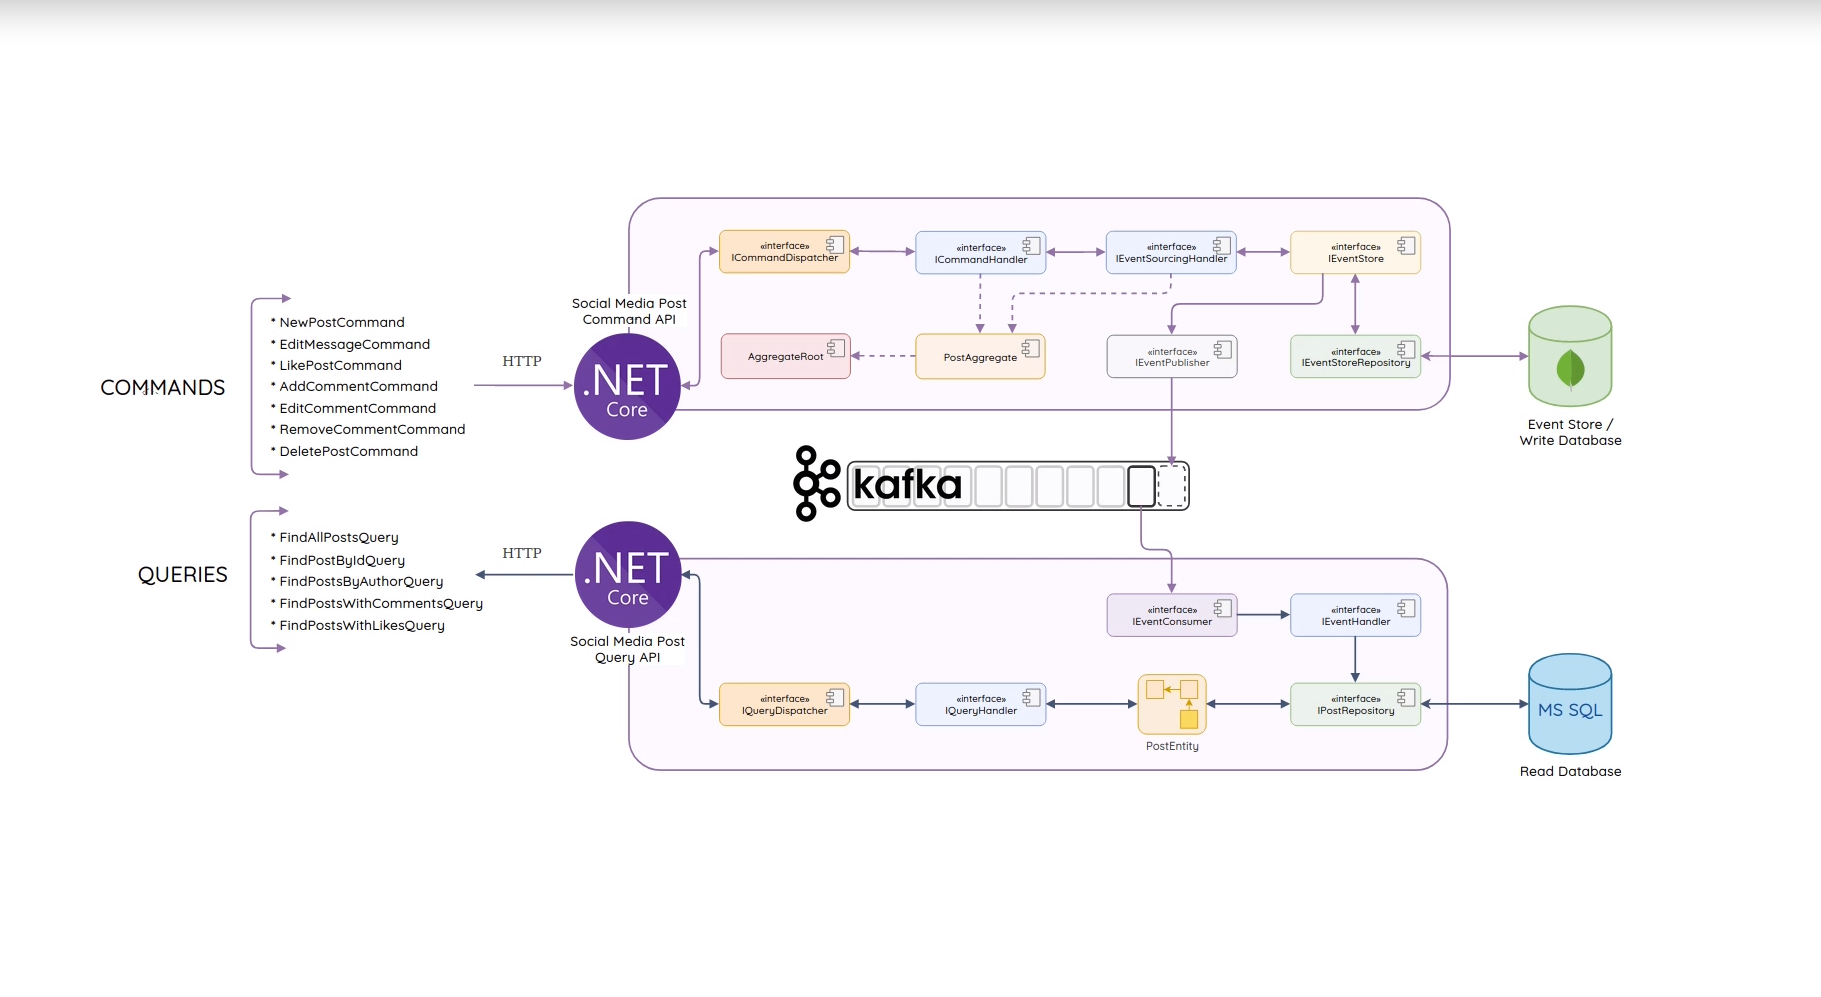 «interface»
ICommandDispatcher
«interface»
ICommandHandler
«interface»
IEventSourcingHandler
«interface»
IEventStore
Social Media Post
Command API
.NET
Core
AggregateRoot
PostAggregate
«interface»
IEventPublisher
«interface»
IEventStoreRepository
Event Store /
Write Database
COMMANDS
* NewPostCommand
* EditMessageCommand
* LikePostCommand
* AddCommentCommand
* EditCommentCommand
* RemoveCommentCommand
* DeletePostCommand
HTTP
kafka
QUERIES
* FindAllPostsQuery
* FindPostByIdQuery
* FindPostsByAuthorQuery
* FindPostsWithCommentsQuery
* FindPostsWithLikesQuery
HTTP
.NET
Core
Social Media Post
Query API
«interface»
IEventConsumer
«interface»
IEventHandler
«interface»
IQueryDispatcher
«interface»
IQueryHandler
PostEntity
«interface»
IPostRepository
MS SQL
Read Database